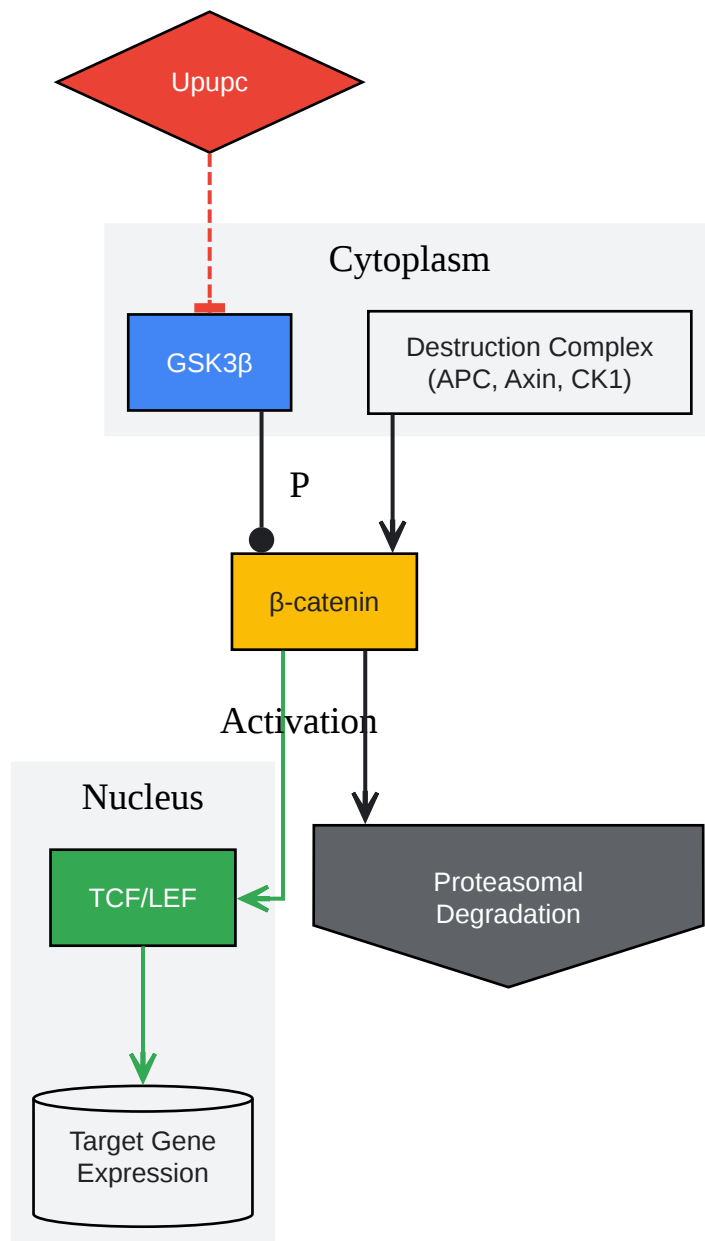 Upupc
Cytoplasm
GSK3β
Destruction Complex
(APC, Axin, CK1)
P
β-catenin
Activation
Nucleus
TCF/LEF
Proteasomal
Degradation
Target Gene
Expression